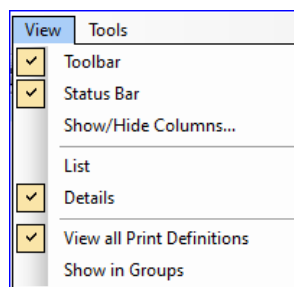 View Tools
Toolbar
Status Bar
Show/Hide Columns...
List
Details
View all Print Definitions
Show in Groups